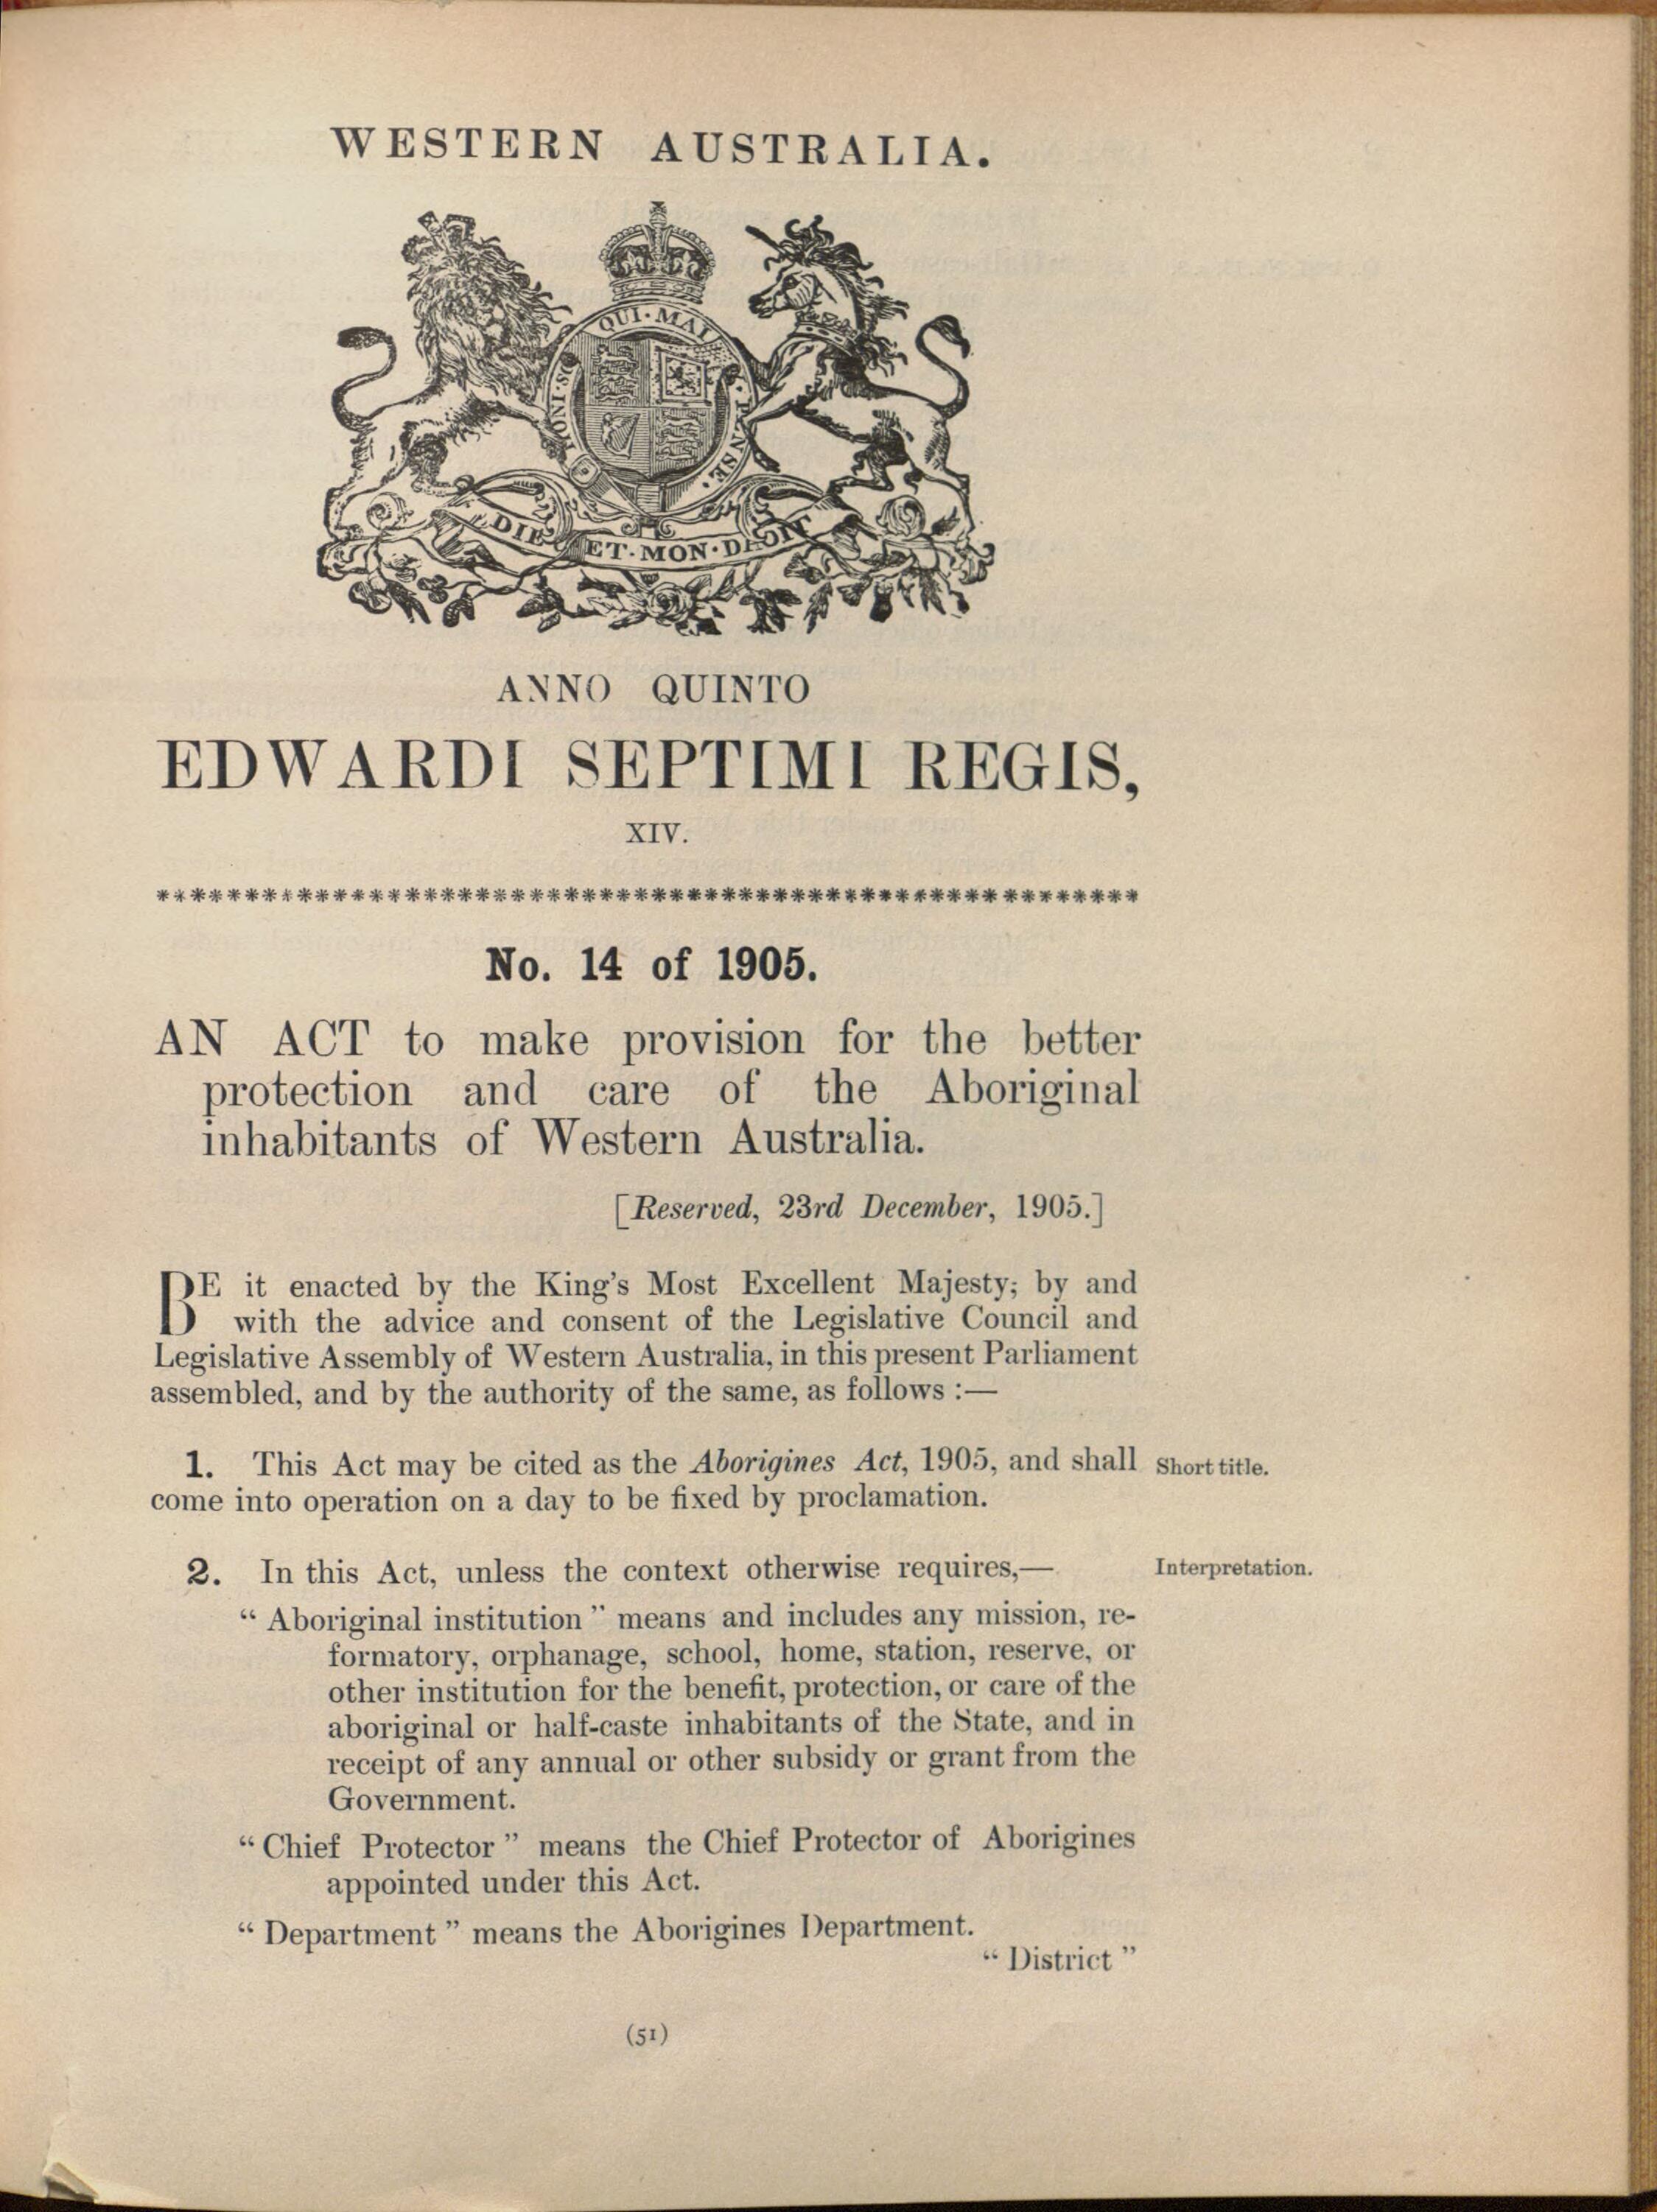 WESTERN AUSTRALIA.
QUI·MAL
HONI·SO
PENSE.
DIE ET·MON·DROIT
ANNO QUINTO
EDWARDI SEPTIMI REGIS,
XIV.
*******************************************************
No. 14 of 1905.
AN ACT to make provision for the better
protection and care of the Aboriginal
inhabitants of Western Australia.
[Reserved, 23rd December, 1905.]
BE it enacted by the King's Most Excellent Majesty; by and
with the advice and consent of the Legislative Council and
Legislative Assembly of Western Australia, in this present Parliament
assembled, and by the authority of the same, as follows :—
1. This Act may be cited as the Aborigines Act, 1905, and shall Short title.
come into operation on a day to be fixed by proclamation.
2. In this Act, unless the context otherwise requires,— Interpretation.
“ Aboriginal institution ” means and includes any mission, re-
formatory, orphanage, school, home, station, reserve, or
other institution for the benefit, protection, or care of the
aboriginal or half-caste inhabitants of the State, and in
receipt of any annual or other subsidy or grant from the
Government.
“ Chief Protector ” means the Chief Protector of Aborigines
appointed under this Act.
“ Department ” means the Aborigines Department.
“ District ”
(51)